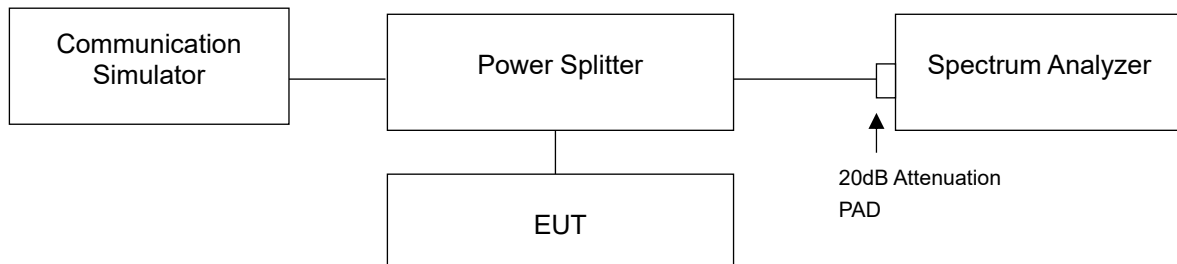 Communication
Simulator
Power Splitter
Spectrum Analyzer
20dB Attenuation
PAD
EUT